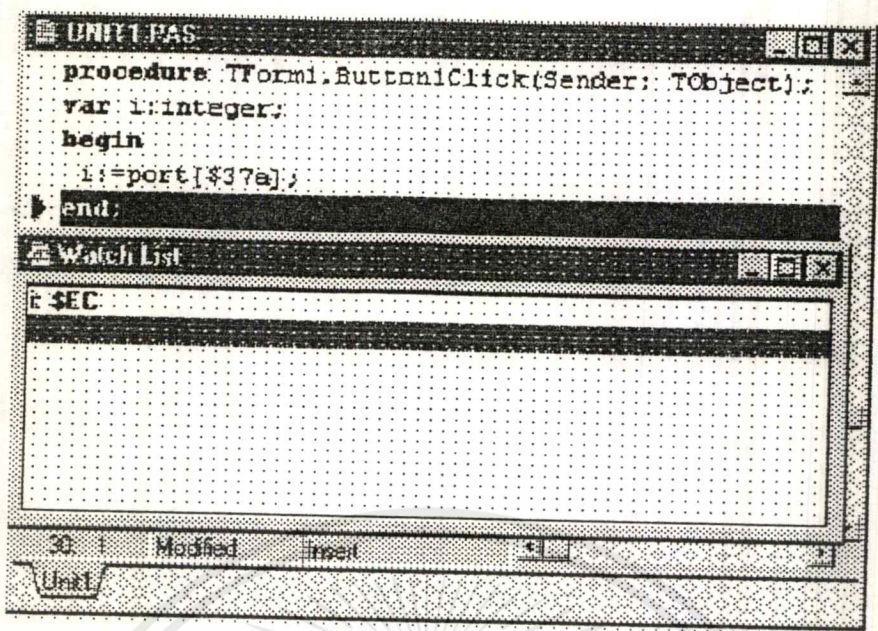 UNIT1.PAS
procedure TForm1.Button1Click(Sender: TObject);
var i:integer;
begin
i:=port[$37a];
end;
Watch List
i: $EC
30: 1 Modified Insert
Unit1